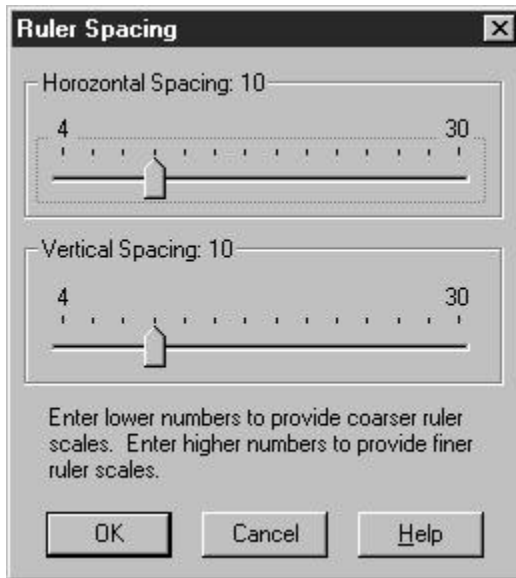 Ruler Spacing
Horozontal Spacing: 10
4 30
Vertical Spacing: 10
4 30
Enter lower numbers to provide coarser ruler
scales. Enter higher numbers to provide finer
ruler scales.
OK Cancel Help